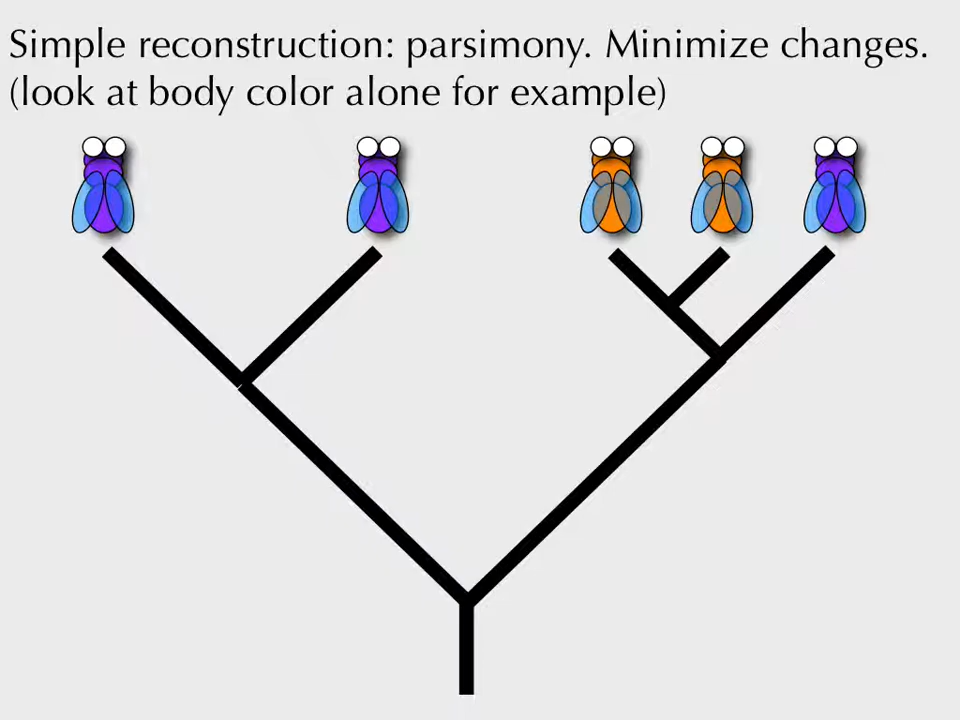 Simple reconstruction: parsimony. Minimize changes.
(look at body color alone for example)